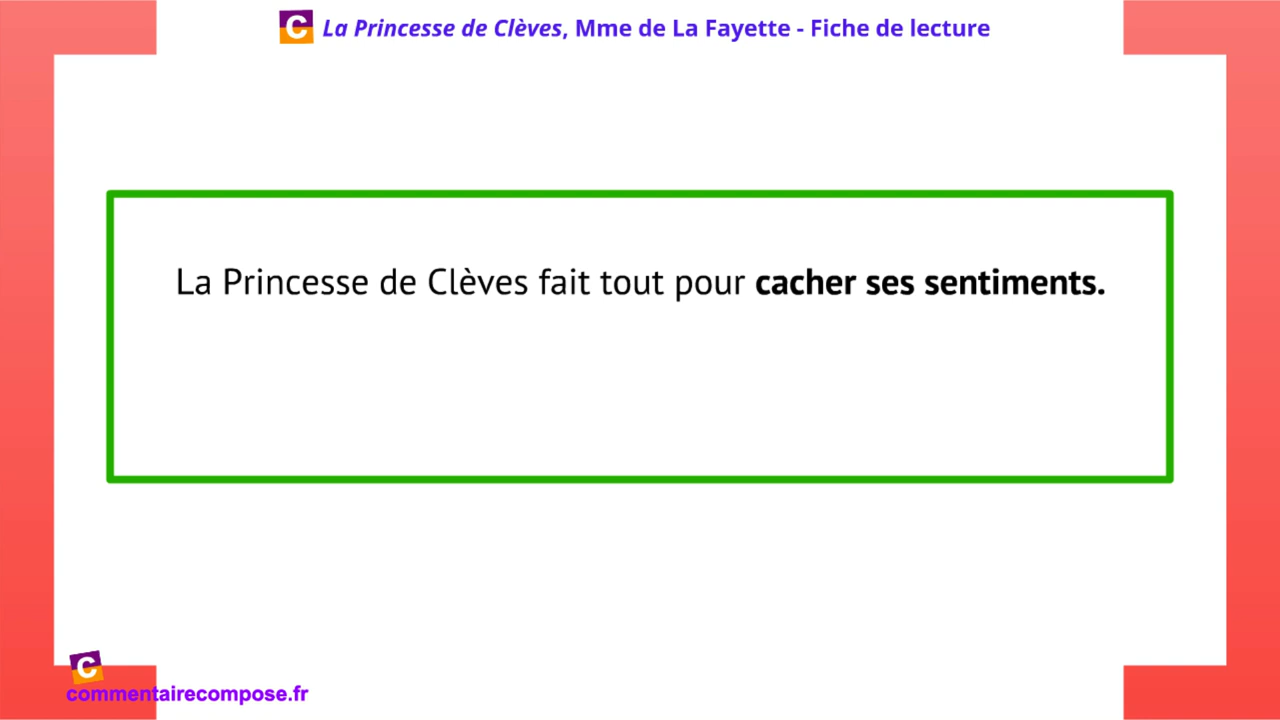 C La Princesse de Clèves, Mme de La Fayette - Fiche de lecture
La Princesse de Clèves fait tout pour cacher ses sentiments.
C
commentairecompose.fr